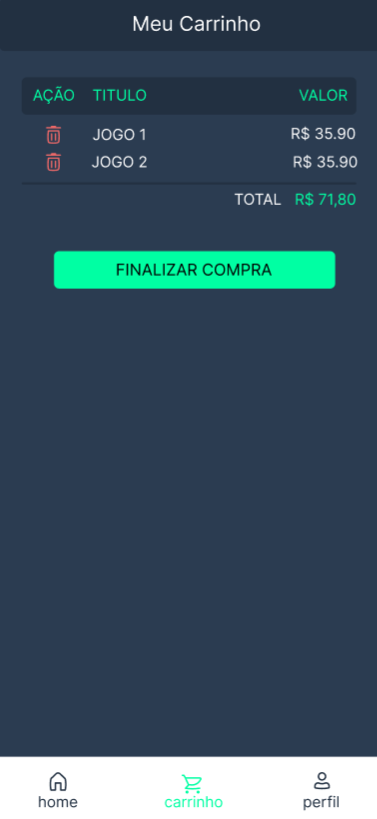 Meu Carrinho
AÇÃO TITULO VALOR
JOGO 1 R$ 35.90
JOGO 2 R$ 35.90
TOTAL R$ 71,80
FINALIZAR COMPRA
home carrinho perfil